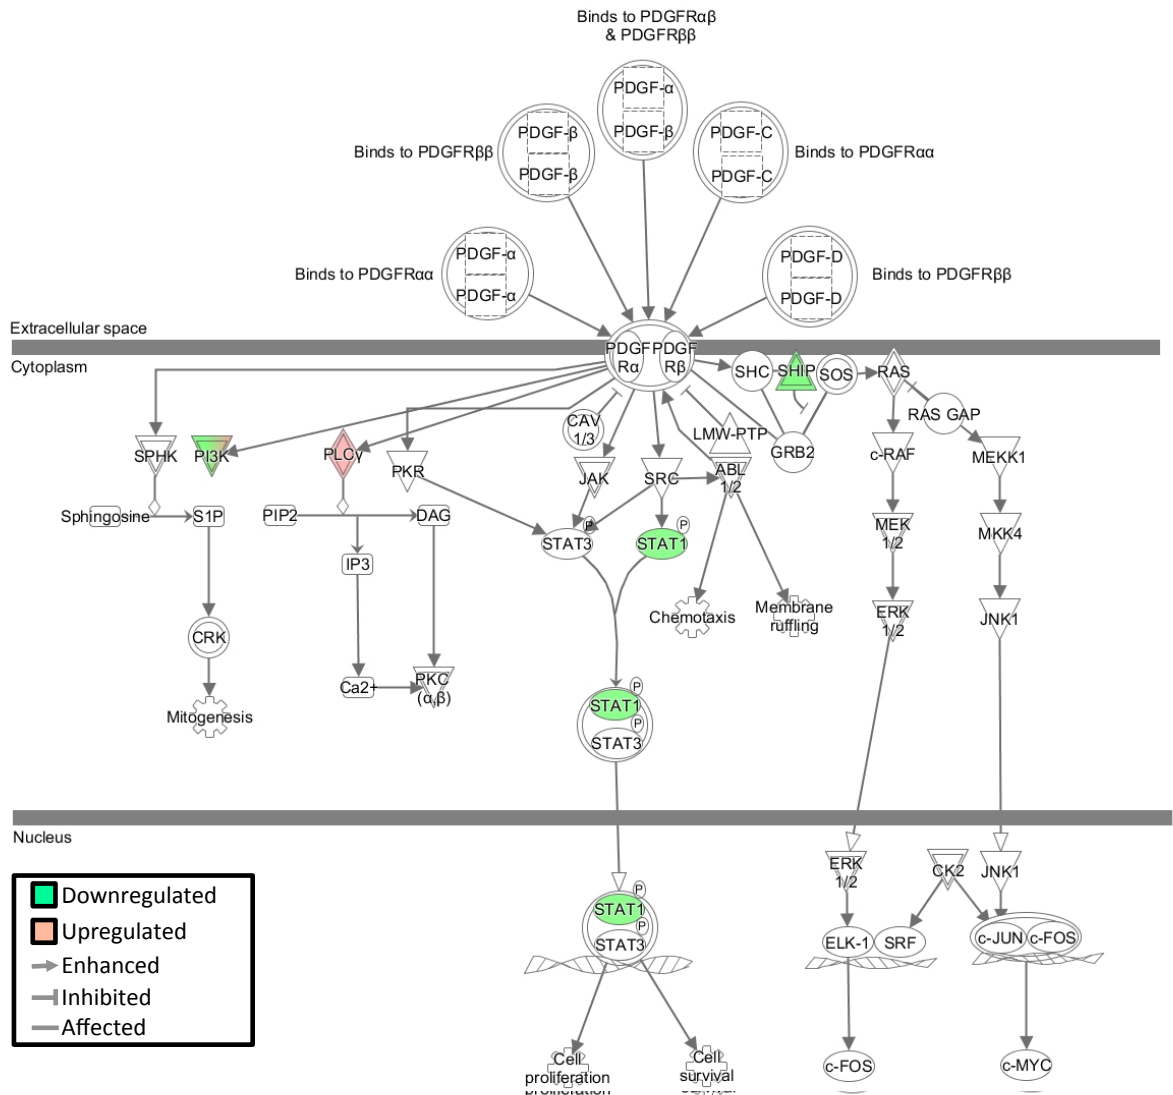 Binds to PDGFRαβ
& PDGFRββ
PDGF-α
PDGF-β
PDGF-β
PDGF-β
Binds to PDGFRββ
PDGF-C
PDGF-C
Binds to PDGFRαα
PDGF-α
PDGF-α
Binds to PDGFRαα
PDGF-D
PDGF-D
Binds to PDGFRββ
Extracellular space
Cytoplasm
PDGF
Rα
PDGF
Rβ
SHC
SHIP
SOS
RAS
RAS GAP
CAV
1/3
LMW-PTP
GRB2
SPHK
PI3K
PLCγ
PKR
JAK
SRC
ABL
1/2
c-RAF
MEKK1
Sphingosine
S1P
PIP2
DAG
P
STAT3
P
STAT1
MEK
1/2
MKK4
IP3
Chemotaxis
Membrane
ruffling
ERK
1/2
JNK1
CRK
Ca2+
PKC
(α,β)
Mitogenesis
P
STAT1
P
STAT3
Nucleus
ERK
1/2
CK2
JNK1
P
STAT1
P
STAT3
ELK-1
SRF
c-JUN
c-FOS
Cell
proliferation
proliferation
Cell
survival
survival
c-FOS
c-MYC
Downregulated
Upregulated
Enhanced
Inhibited
Affected